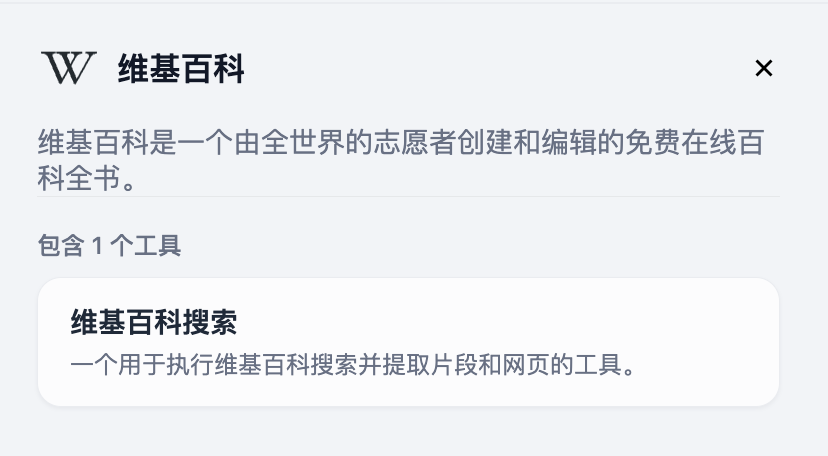 W 维基百科
维基百科是一个由全世界的志愿者创建和编辑的免费在线百
科全书。
包含 1 个工具
维基百科搜索
一个用于执行维基百科搜索并提取片段和网页的工具。